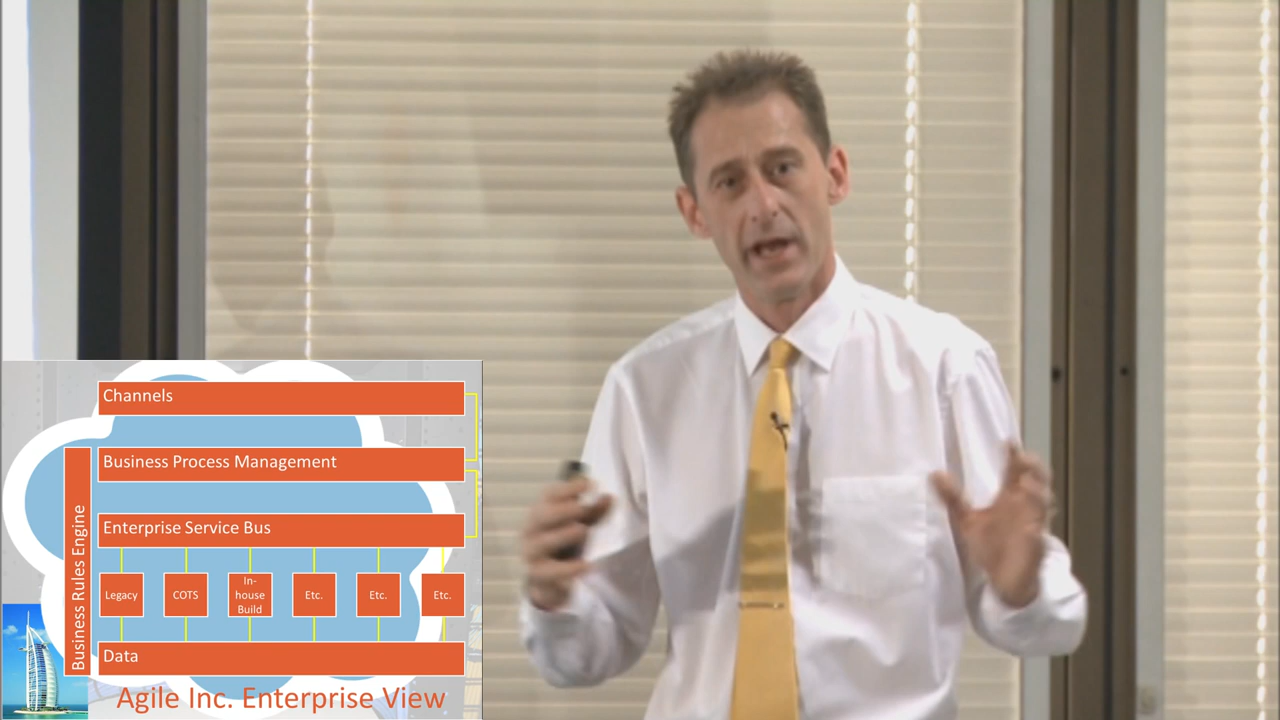 Channels
Business Process Management
Business Rules Engine
Enterprise Service Bus
Legacy
COTS
In-
house
Build
Etc.
Etc.
Etc.
Data
Agile Inc. Enterprise View